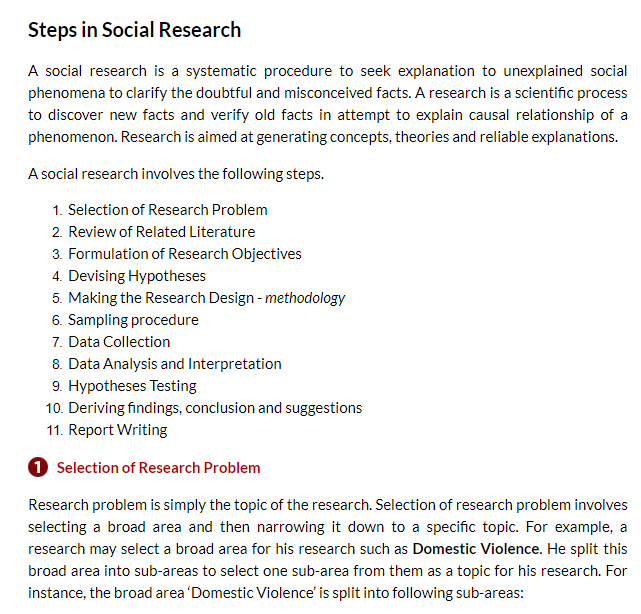 Steps in Social Research
A social research is a systematic procedure to seek explanation to unexplained social
phenomena to clarify the doubtful and misconceived facts. A research is a scientific process
to discover new facts and verify old facts in attempt to explain causal relationship of a
phenomenon. Research is aimed at generating concepts, theories and reliable explanations.
A social research involves the following steps.
1. Selection of Research Problem
2. Review of Related Literature
3. Formulation of Research Objectives
4. Devising Hypotheses
5. Making the Research Design - methodology
6. Sampling procedure
7. Data Collection
8. Data Analysis and Interpretation
9. Hypotheses Testing
10. Deriving findings, conclusion and suggestions
11. Report Writing
1 Selection of Research Problem
Research problem is simply the topic of the research. Selection of research problem involves
selecting a broad area and then narrowing it down to a specific topic. For example, a
research may select a broad area for his research such as Domestic Violence. He split this
broad area into sub-areas to select one sub-area from them as a topic for his research. For
instance, the broad area ‘Domestic Violence’ is split into following sub-areas: